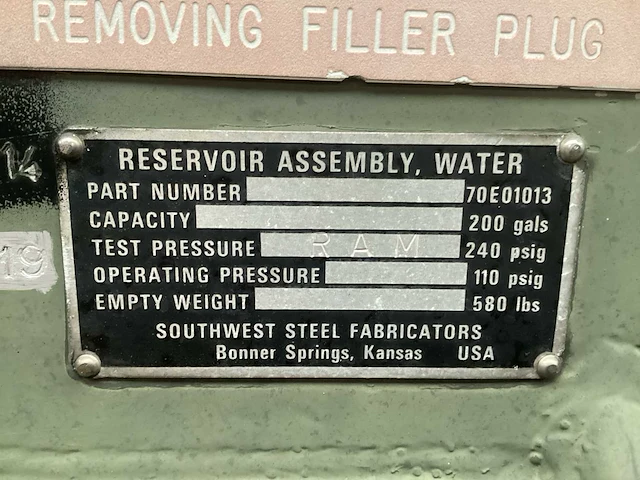 REMOVING FILLER PLUG
RESERVOIR ASSEMBLY, WATER
PART NUMBER 70E01013
CAPACITY 200 gals
TEST PRESSURE RAM 240 psig
OPERATING PRESSURE 110 psig
EMPTY WEIGHT 580 lbs
SOUTHWEST STEEL FABRICATORS
Bonner Springs, Kansas USA
19